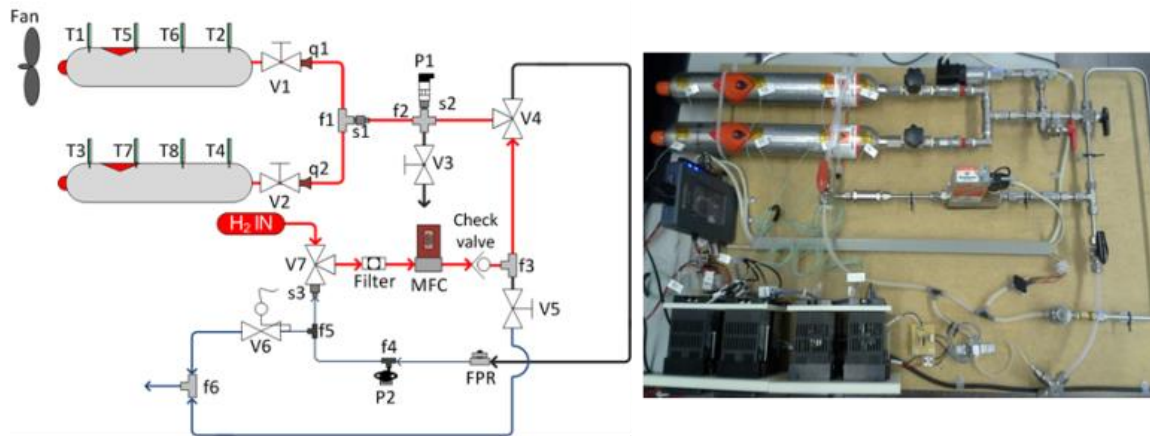 Fan
T1 T5 T6 T2
q1
V1
P1
f1
s1
f2
s2
V4
T3 T7 T8 T4
V3
q2
V2
H₂ IN
Check
valve
V7
Filter
MFC
f3
s3
V5
V6
f5
f4
FPR
f6
P2